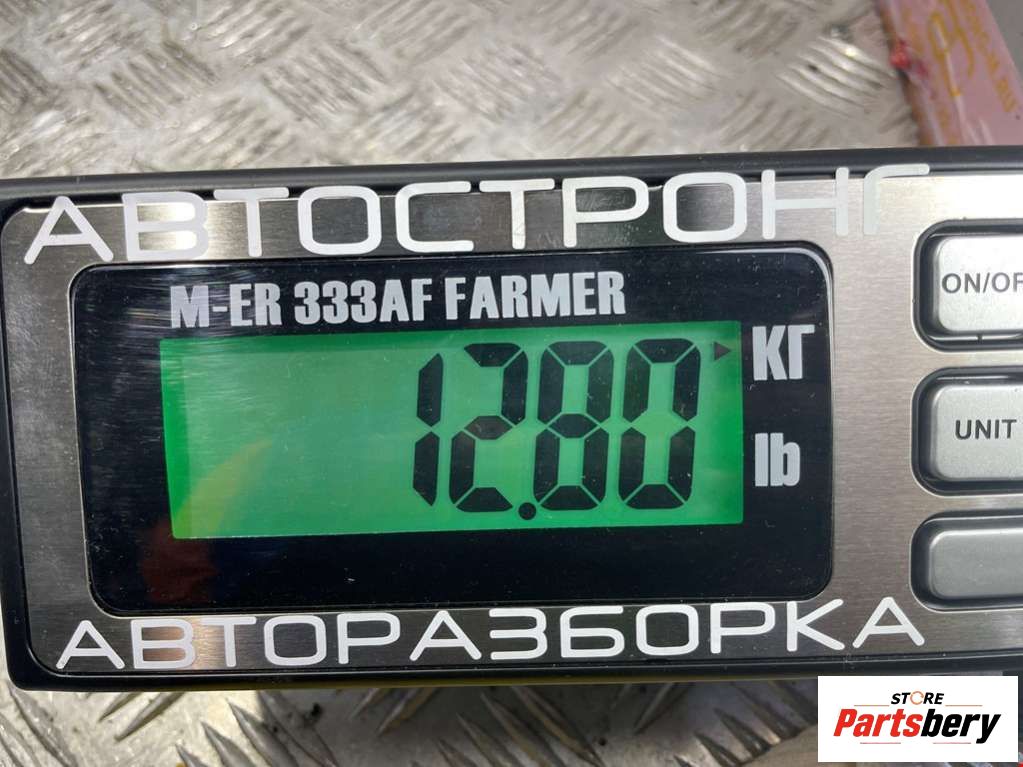 АВТОСТРОНГ
M-ER 333AF FARMER
12.80
КГ
lb
ON/OF
UNIT
АВТОРАЗБОРКА
STORE
Partsbery